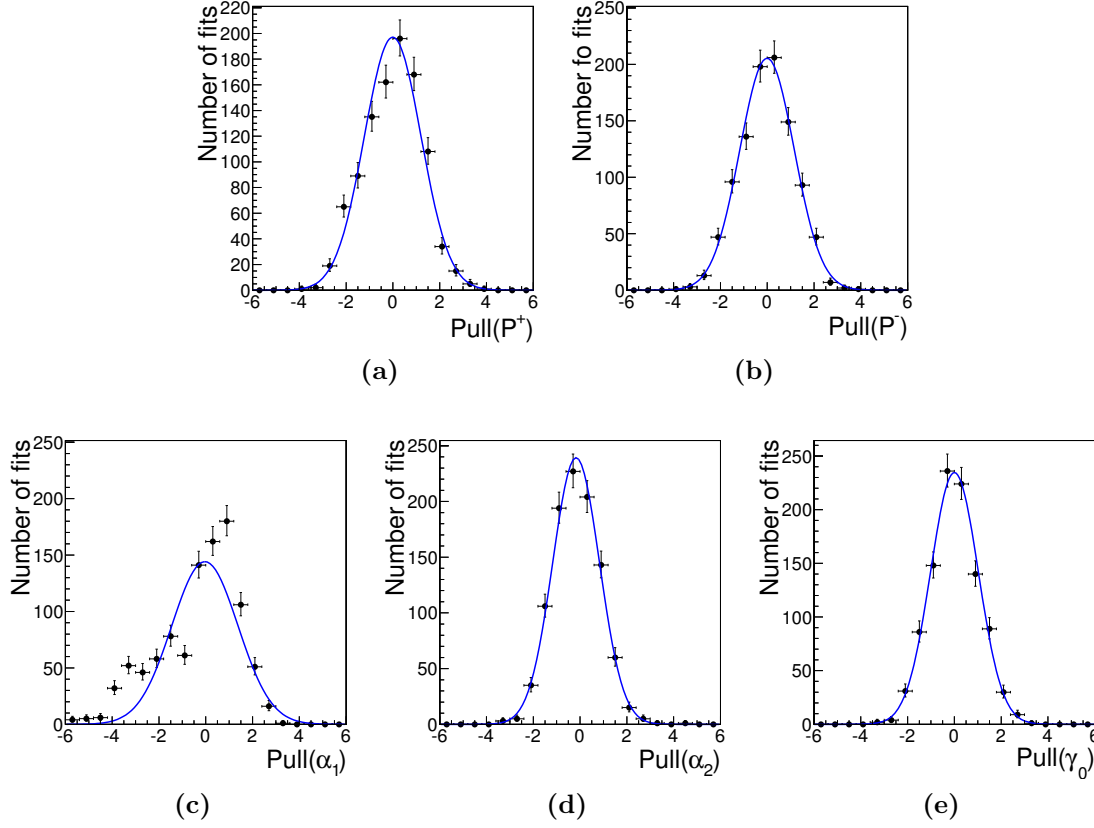 Number of fits
220
200
180
160
140
120
100
80
60
40
20
0
-6 -4 -2 0 2 4 6
Pull(P⁺)
(a)
Number fo fits
250
200
150
100
50
0
-6 -4 -2 0 2 4 6
Pull(P⁻)
(b)
Number of fits
250
200
150
100
50
0
-6 -4 -2 0 2 4 6
Pull(α₁)
(c)
Number of fits
250
200
150
100
50
0
-6 -4 -2 0 2 4 6
Pull(α₂)
(d)
Number of fits
250
200
150
100
50
0
-6 -4 -2 0 2 4 6
Pull(γ₀)
(e)